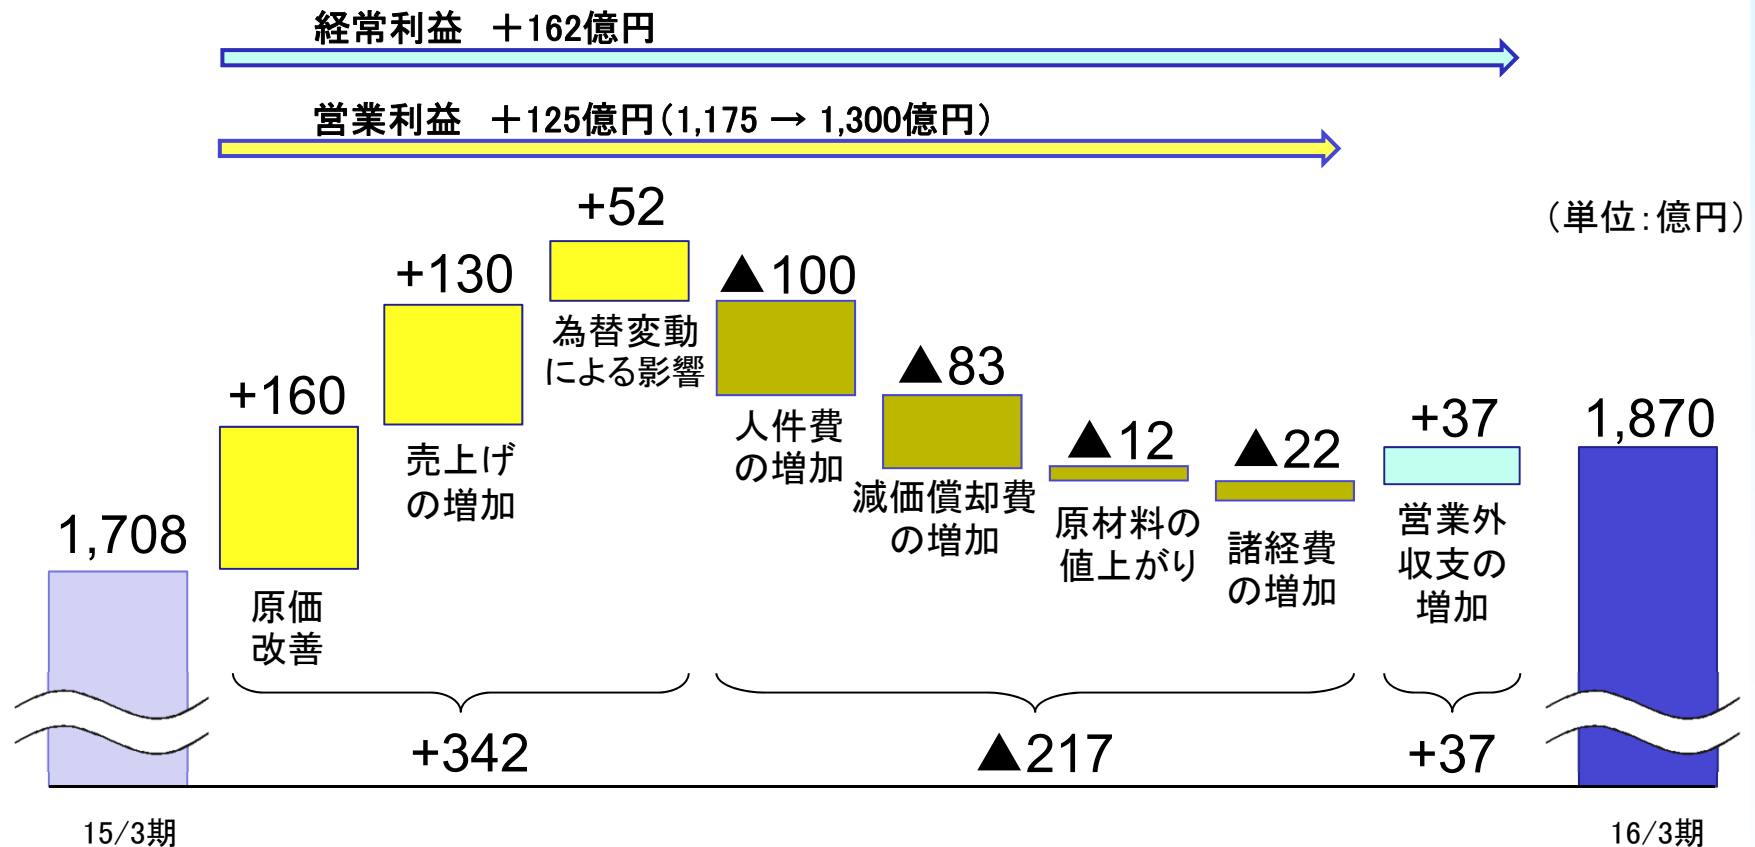 経常利益　＋162億円
営業利益　＋125億円（1,175 → 1,300億円）
（単位：億円）
1,708
+160
原価
改善
+130
売上げ
の増加
+52
為替変動
による影響
▲100
人件費
の増加
▲83
減価償却費
の増加
▲12
原材料の
値上がり
▲22
諸経費
の増加
+37
営業外
収支の
増加
1,870
+342
▲217
+37
15/3期
16/3期